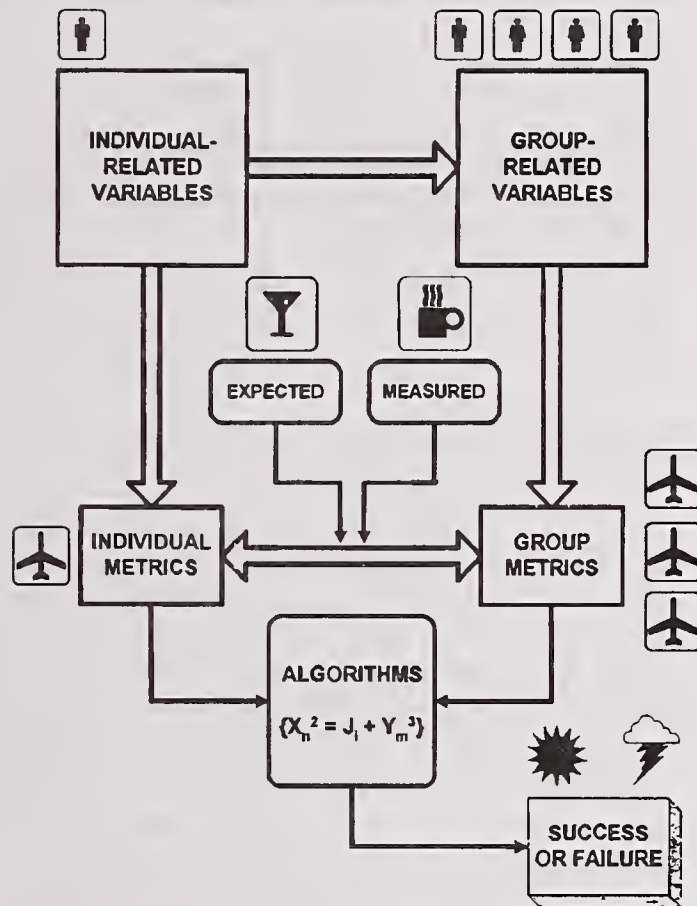 INDIVIDUAL-
RELATED
VARIABLES
GROUP-
RELATED
VARIABLES
EXPECTED
MEASURED
INDIVIDUAL
METRICS
GROUP
METRICS
ALGORITHMS
{Xₙ² = Jᵢ + Yₘ³}
SUCCESS
OR FAILURE